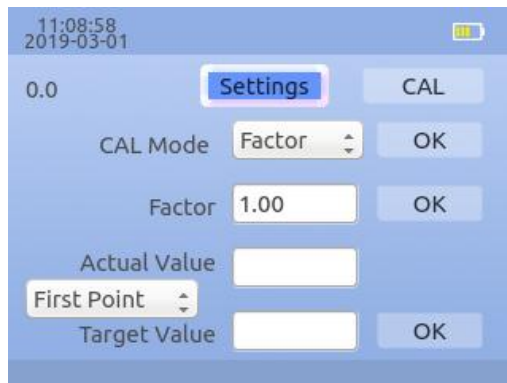 11:08:58
2019-03-01
0.0 Settings CAL
CAL Mode Factor OK
Factor 1.00 OK
Actual Value
First Point
Target Value OK